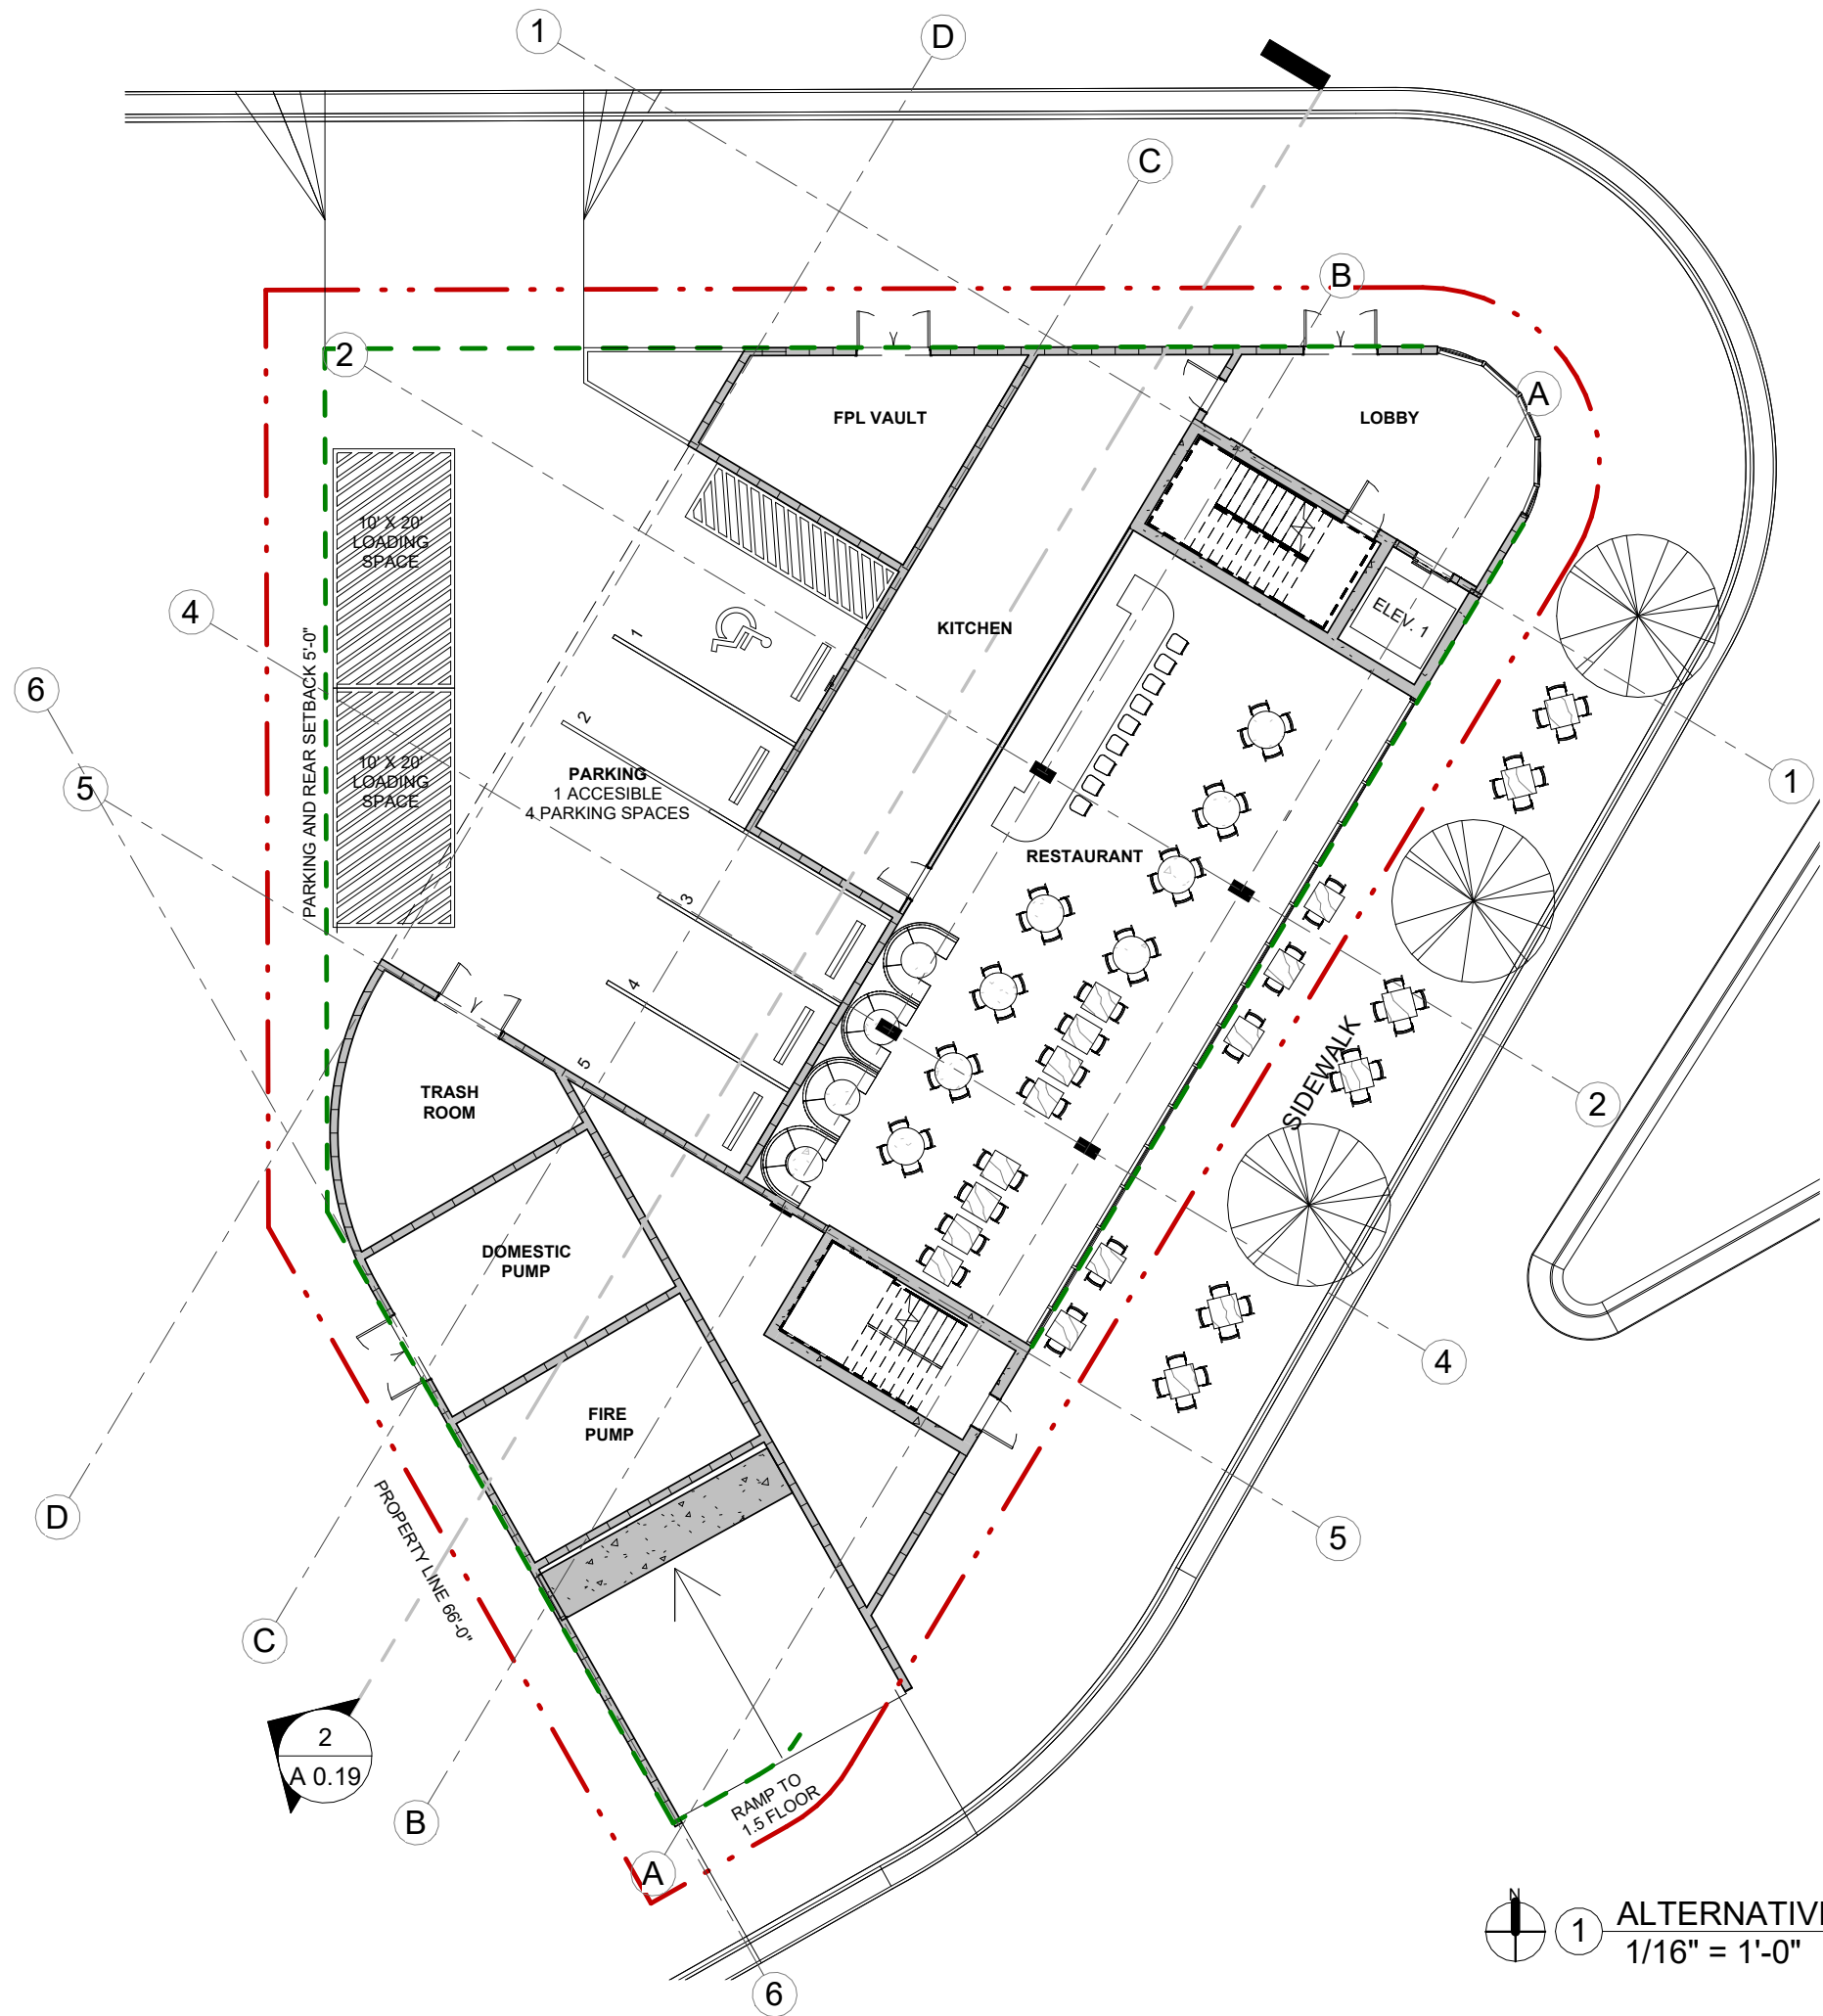 1
D
C
B
2
A
FPL VAULT
LOBBY
10' X 20'
LOADING
SPACE
4
ELEV. 1
KITCHEN
1
6
PARKING AND REAR SETBACK 5'-0"
2
10' X 20'
LOADING
SPACE
PARKING
1 ACCESIBLE
4 PARKING SPACES
5
1
RESTAURANT
3
4
5
TRASH
ROOM
SIDEWALK
2
DOMESTIC
PUMP
4
FIRE
PUMP
PROPERTY LINE 66'-0"
D
5
C
2
A 0.19
B
RAMP TO
1.5 FLOOR
A
6
N
1
ALTERNATIV
1/16" = 1'-0"